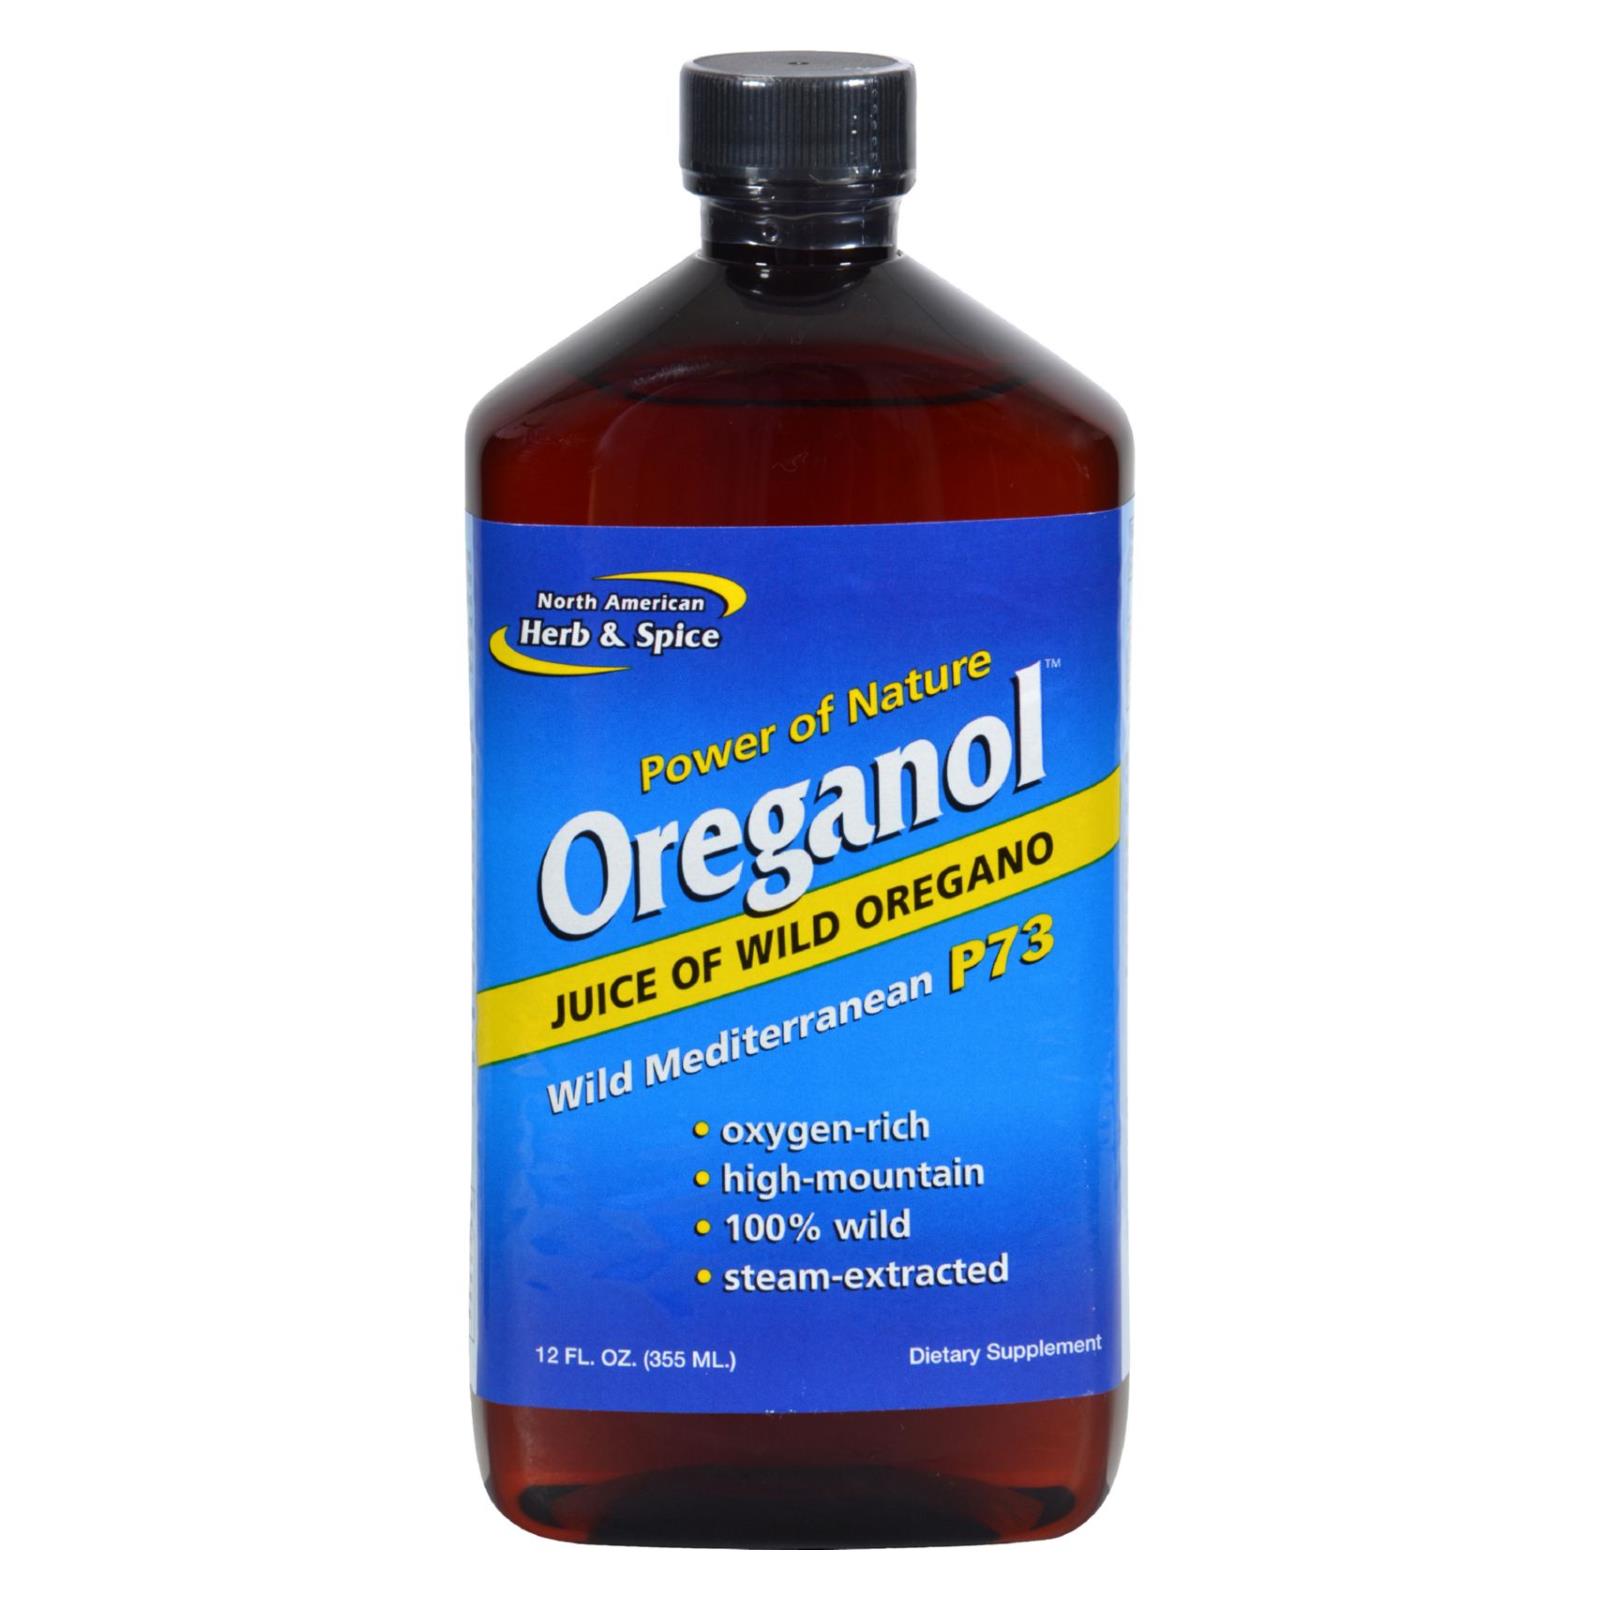 North American
Herb & Spice
Power of Nature
Oreganol™
JUICE OF WILD OREGANO
Wild Mediterranean P73
• oxygen-rich
• high-mountain
• 100% wild
• steam-extracted
12 FL. OZ. (355 ML.)
Dietary Supplement